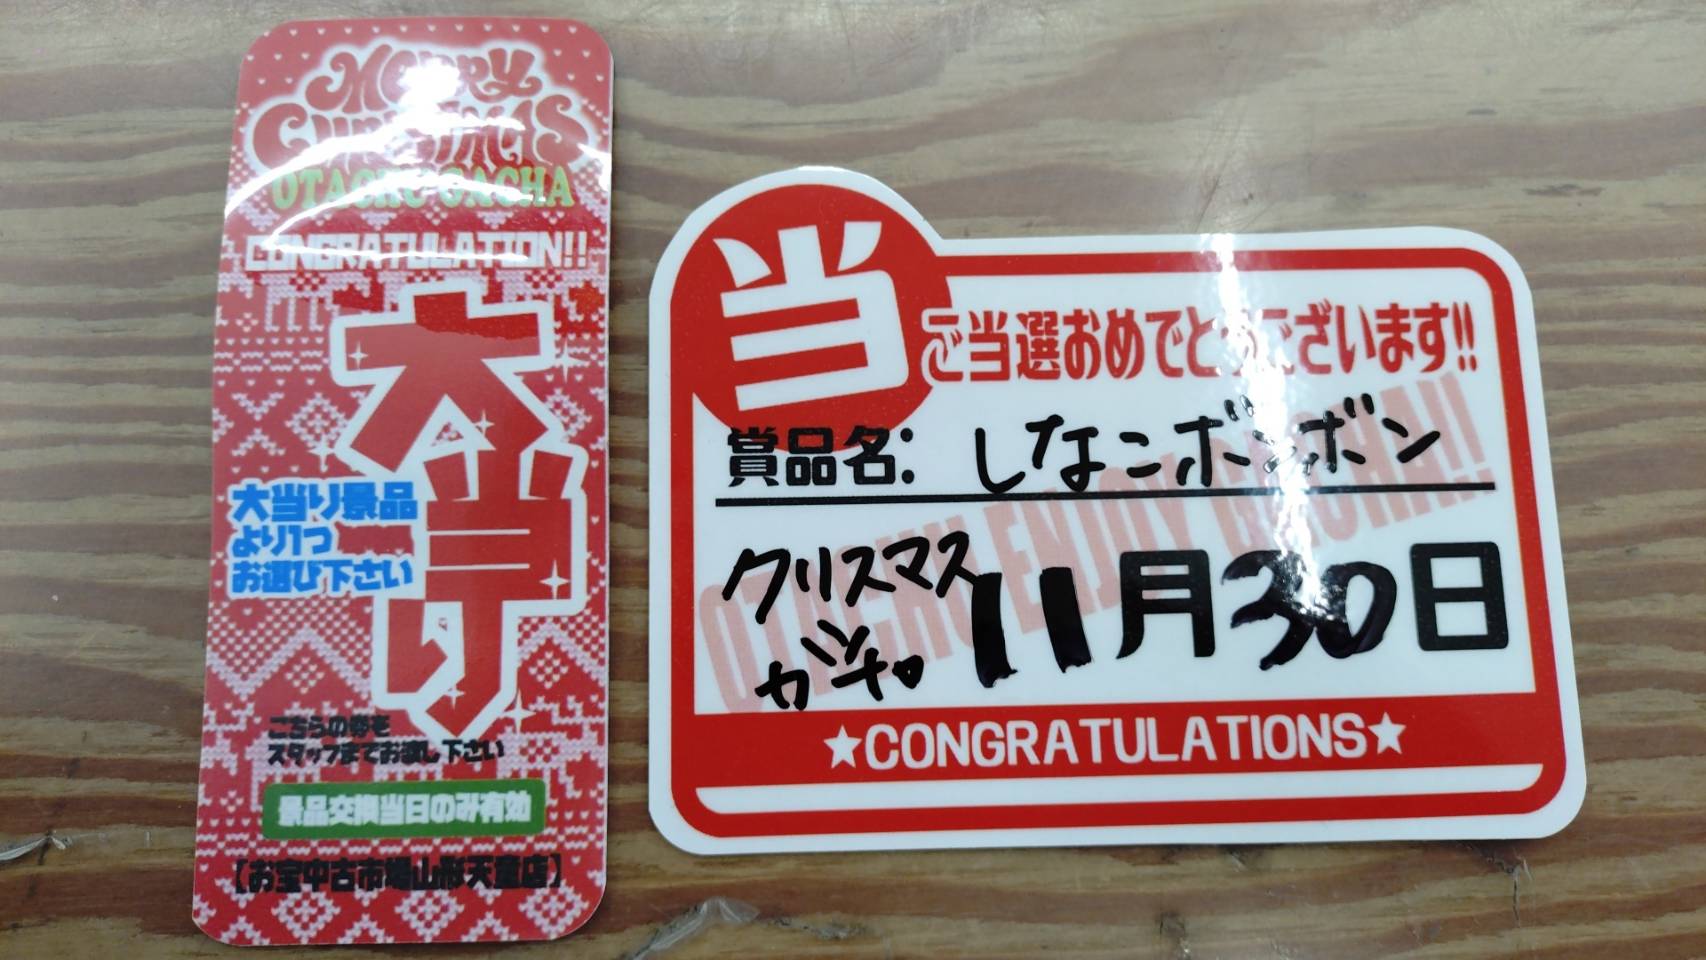 Merry
CHRISTMAS
OTACHU GACHA
CONGRATULATION!!
大当り
大当り景品
より1つ
お選び下さい
こちらの券を
スタッフまでお渡し下さい
景品交換当日のみ有効
【お宝中古市場山形天童店】
当
ご当選おめでとうございます!!
賞品名: しなこボンボン
OTACHU ENJOY GACHA!!
クリスマス
ガシャ
11月30日
★CONGRATULATIONS★